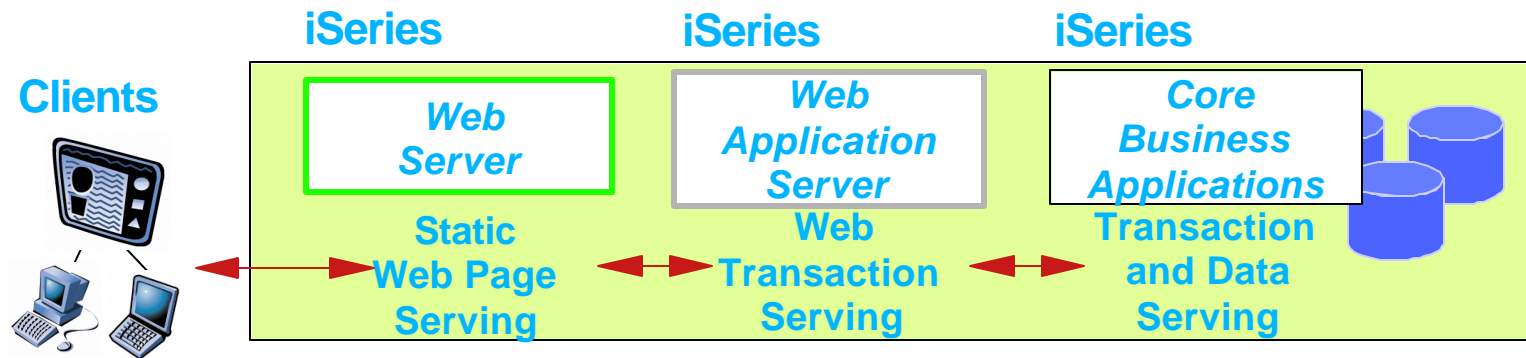 iSeries
iSeries
iSeries
Clients
Web
Server
Web
Application
Server
Core
Business
Applications
Static
Web Page
Serving
Web
Transaction
Serving
Transaction
and Data
Serving